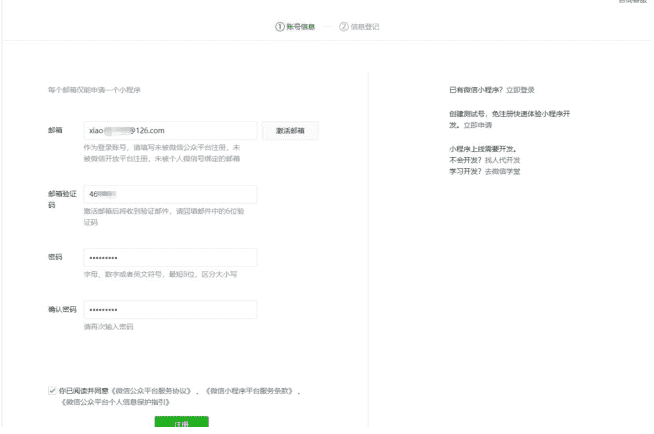 咨询客服
① 账号信息 — ② 信息登记
每个邮箱仅能申请一个小程序
已有微信小程序？立即登录
创建测试号，免注册快速体验小程序开
发。立即申请
小程序上线需要开发。
不会开发？找人代开发
学习开发？去微信学堂
邮箱 xiao @126.com 激活邮箱
作为登录账号，请填写未被微信公众平台注册，未
被微信开放平台注册，未被个人微信号绑定的邮箱
邮箱验证
码
46
激活邮箱后将收到验证邮件，请回填邮件中的6位验
证码
密码 •••••••••
字母、数字或者英文符号，最短8位，区分大小写
确认密码 •••••••••
请再次输入密码
你已阅读并同意《微信公众平台服务协议》、《微信小程序平台服务条款》、
《微信公众平台个人信息保护指引》
注册